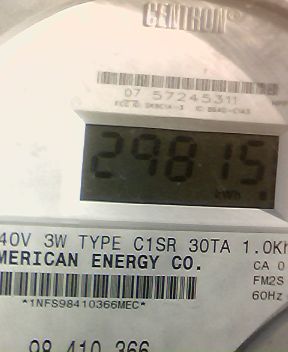 CENTRON®
07 57245311
29815
kWh
40V 3W TYPE C1SR 30TA 1.0Kh
MERICAN ENERGY CO.
CA 0
FM2S
60Hz
*1NFS98410366MEC*
98 410 366